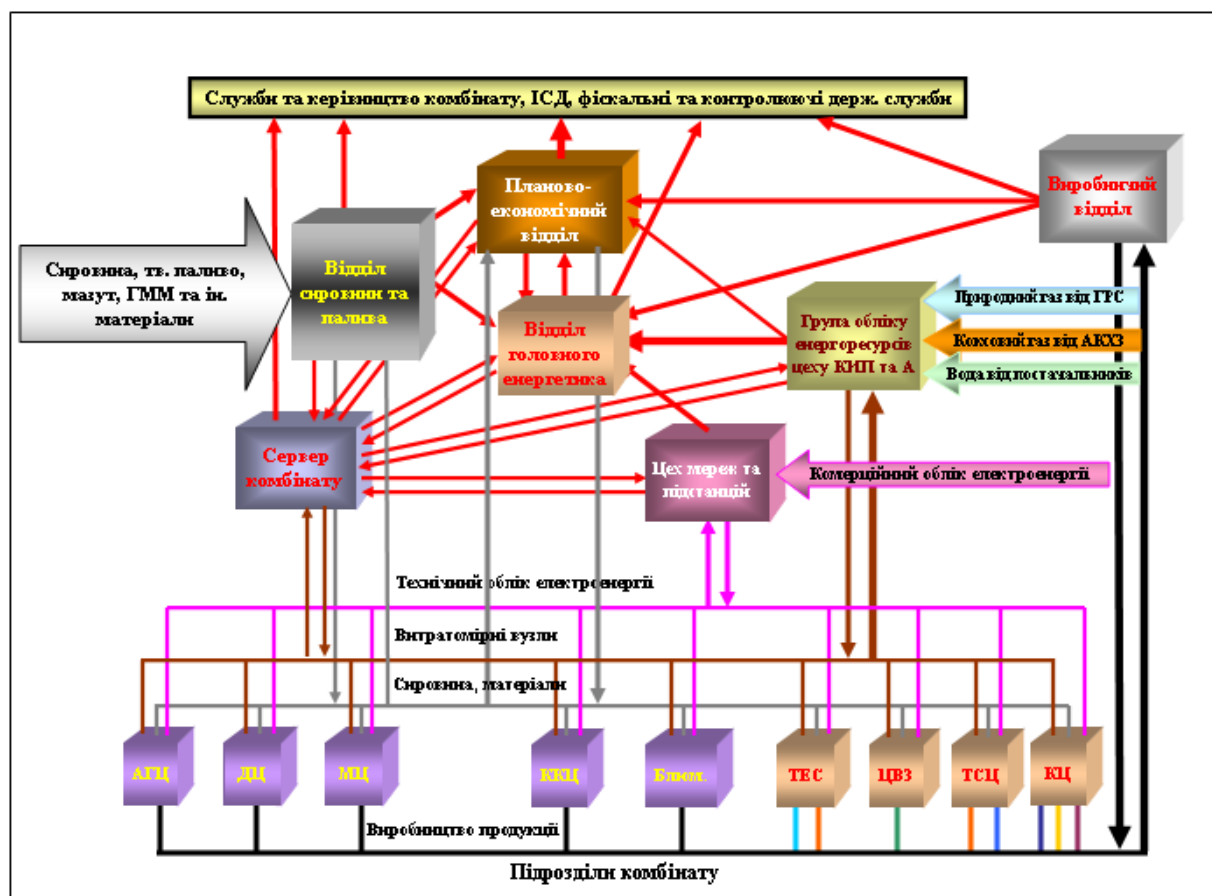 Служби та керівництво комбінату, ІСД, фіскальні та контролюючі держ. служби
Планово-
економічний
відділ
Виробничий
відділ
Сировина, тв. паливо,
мазут, ГММ та ін.
матеріали
Відділ
сировини та
палива
Відділ
головного
енергетика
Група обліку
енергоресурсів
цеху КИП та А
Природний газ від ГРС
Коксовий газ від АКХЗ
Вода від постачальників
Сервер
комбінату
Цех мереж та
підстанцій
Комерційний облік електроенергії
Технічний облік електроенергії
Витратомірні вузли
Сировина, матеріали
АГЦ
ДЦ
МЦ
ККЦ
Блюм.
ТЕС
ЦВЗ
ТСЦ
КЦ
Виробництво продукції
Підрозділи комбінату